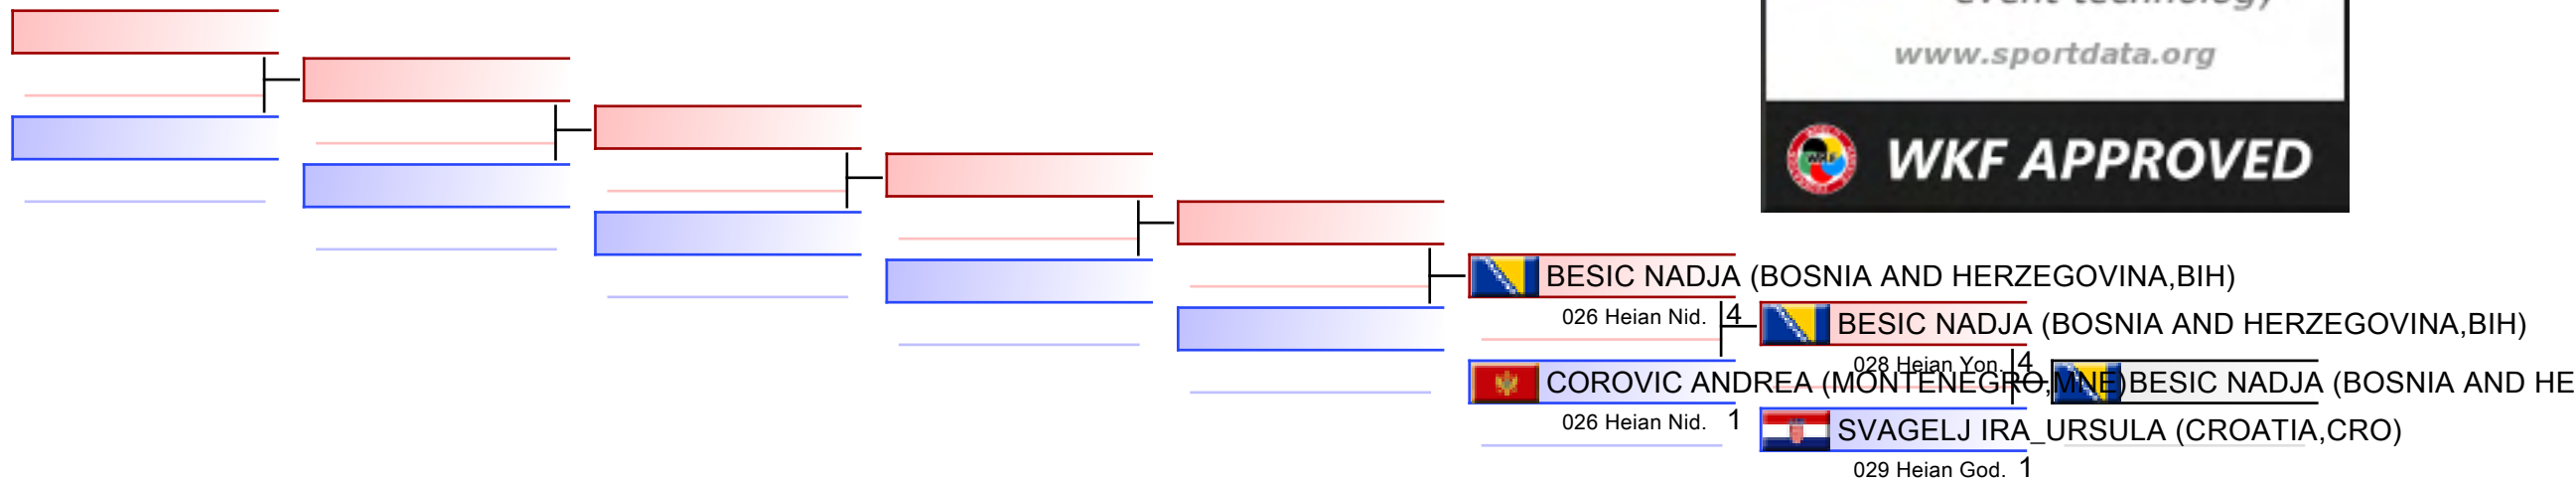 event technology
www.sportdata.org
WKF APPROVED
BESIC NADJA (BOSNIA AND HERZEGOVINA,BIH)
026 Heian Nid. 4
BESIC NADJA (BOSNIA AND HERZEGOVINA,BIH)
028 Heian Yon. 4
COROVIC ANDREA (MONTENEGRO,MNE)
BESIC NADJA (BOSNIA AND HE
026 Heian Nid. 1
SVAGELJ IRA_URSULA (CROATIA,CRO)
029 Heian God. 1